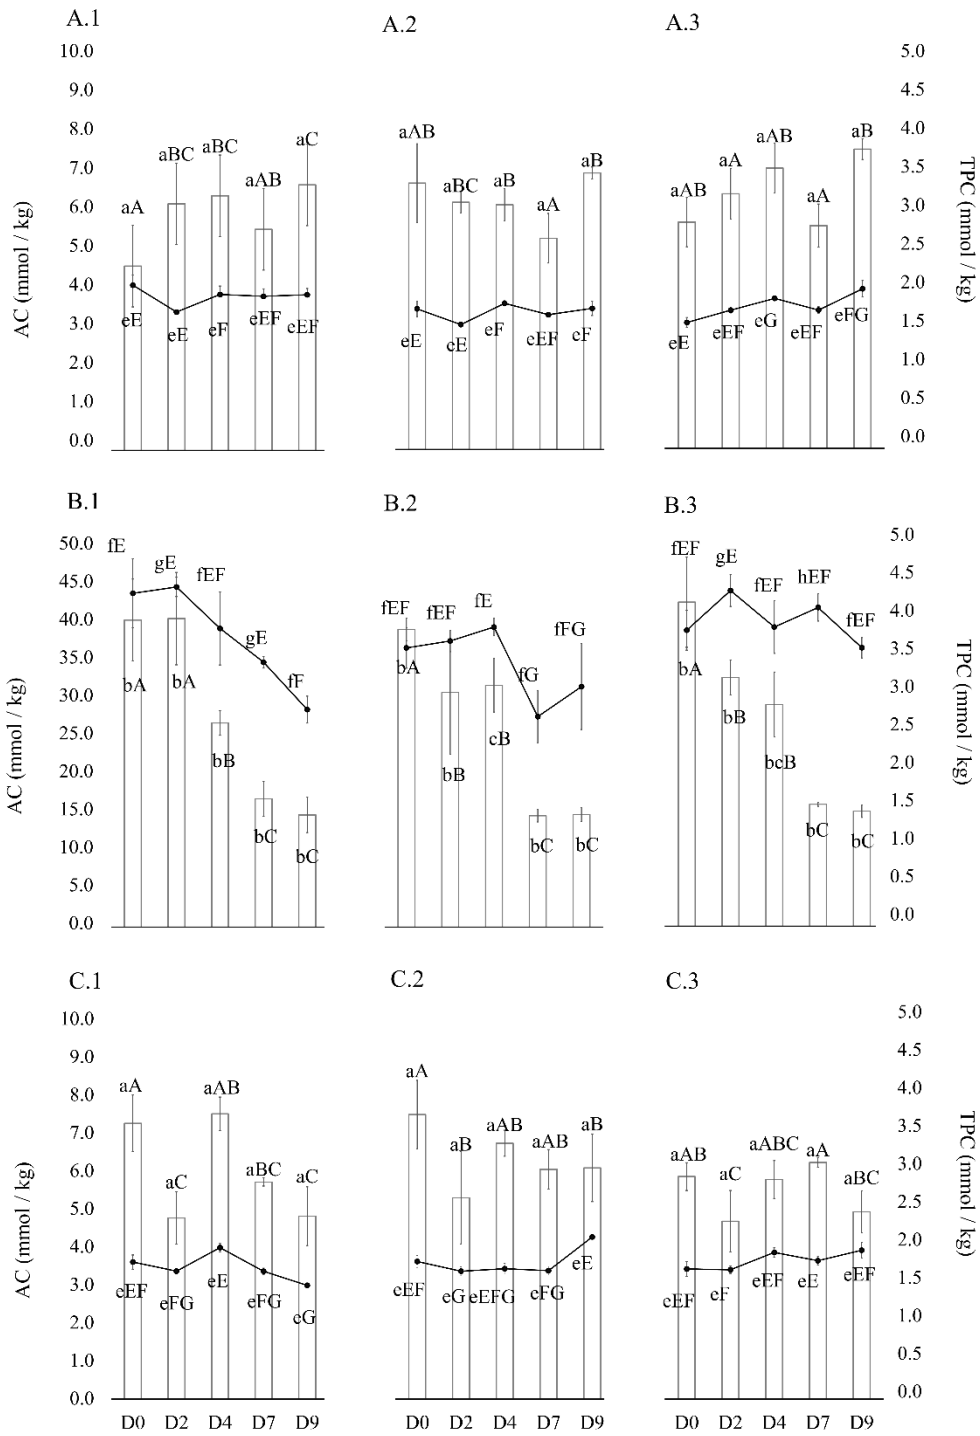 A.1
A.2
A.3
10.0
9.0
8.0
7.0
6.0
5.0
4.0
3.0
2.0
1.0
0.0
AC (mmol / kg)
aA
aBC
aBC
aAB
aC
eE
eE
eF
eEF
eEF
aAB
aBC
aB
aA
aB
eE
eE
eF
eEF
eF
aAB
aA
aAB
aA
aB
eE
eEF
eG
eEF
eFG
5.0
4.5
4.0
3.5
3.0
2.5
2.0
1.5
1.0
0.5
0.0
TPC (mmol / kg)
B.1
B.2
B.3
50.0
45.0
40.0
35.0
30.0
25.0
20.0
15.0
10.0
5.0
0.0
AC (mmol / kg)
fE
gE
fEF
gE
fF
bA
bA
bB
bC
bC
fEF
fEF
fE
fG
fFG
bA
bB
cB
bC
bC
fEF
gE
fEF
hEF
fEF
bA
bB
bcB
bC
bC
5.0
4.5
4.0
3.5
3.0
2.5
2.0
1.5
1.0
0.5
0.0
TPC (mmol / kg)
C.1
C.2
C.3
10.0
9.0
8.0
7.0
6.0
5.0
4.0
3.0
2.0
1.0
0.0
AC (mmol / kg)
aA
aC
aAB
aBC
aC
eEF
eFG
eE
eFG
eG
aA
aB
aAB
aAB
aB
eEF
eG
eEFG
eFG
eE
aAB
aC
aABC
aA
aBC
eEF
eF
eEF
eE
eEF
5.0
4.5
4.0
3.5
3.0
2.5
2.0
1.5
1.0
0.5
0.0
TPC (mmol / kg)
D0 D2 D4 D7 D9
D0 D2 D4 D7 D9
D0 D2 D4 D7 D9